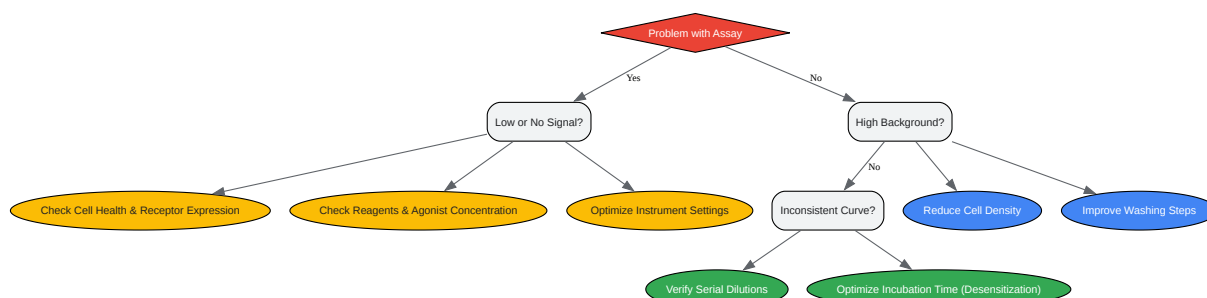 Problem with Assay
Yes
No
Low or No Signal?
High Background?
No
Check Cell Health & Receptor Expression
Check Reagents & Agonist Concentration
Optimize Instrument Settings
Inconsistent Curve?
Reduce Cell Density
Improve Washing Steps
Verify Serial Dilutions
Optimize Incubation Time (Desensitization)